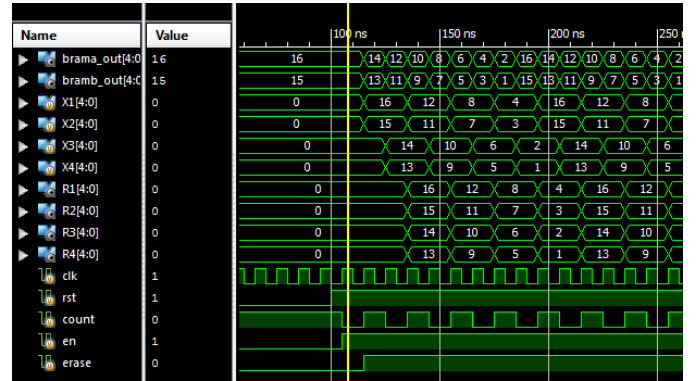 Name Value 100 ns 150 ns 200 ns 250
brama_out[4:0 16 16 14 12 10 8 6 4 2 16 14 12 10 8 6 4 2
bramb_out[4:0 15 15 13 11 9 7 5 3 1 15 13 11 9 7 5 3 1
X1[4:0] 0 0 16 12 8 4 16 12 8
X2[4:0] 0 0 15 11 7 3 15 11 7
X3[4:0] 0 0 14 10 6 2 14 10 6
X4[4:0] 0 0 13 9 5 1 13 9 5
R1[4:0] 0 0 16 12 8 4 16 12
R2[4:0] 0 0 15 11 7 3 15 11
R3[4:0] 0 0 14 10 6 2 14 10
R4[4:0] 0 0 13 9 5 1 13 9
clk 1
rst 1
count 0
en 1
erase 0